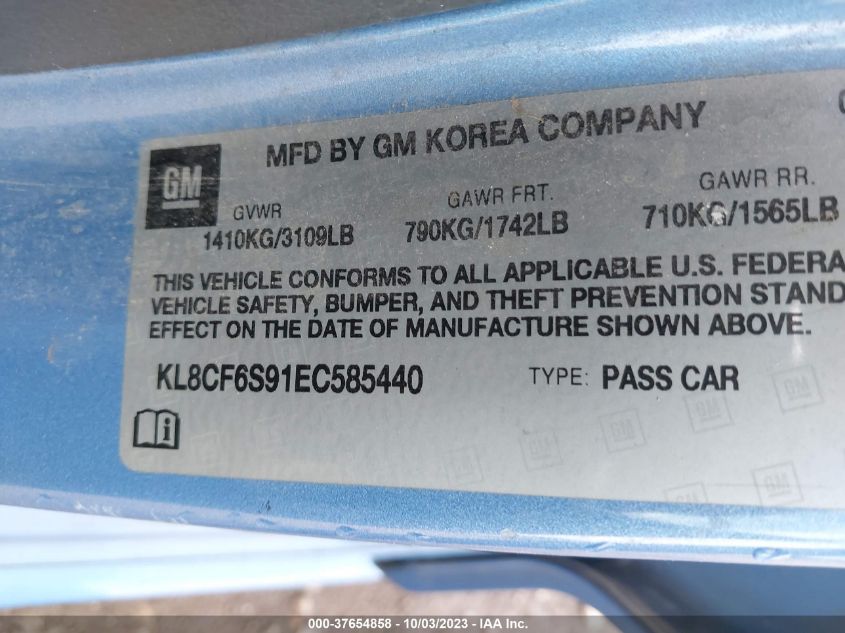 MFD BY GM KOREA COMPANY
GM
GVWR GAWR FRT. GAWR RR.
1410KG/3109LB 790KG/1742LB 710KG/1565LB
THIS VEHICLE CONFORMS TO ALL APPLICABLE U.S. FEDERA
VEHICLE SAFETY, BUMPER, AND THEFT PREVENTION STAND
EFFECT ON THE DATE OF MANUFACTURE SHOWN ABOVE.
KL8CF6S91EC585440 TYPE: PASS CAR
000-37654858 - 10/03/2023 - IAA Inc.